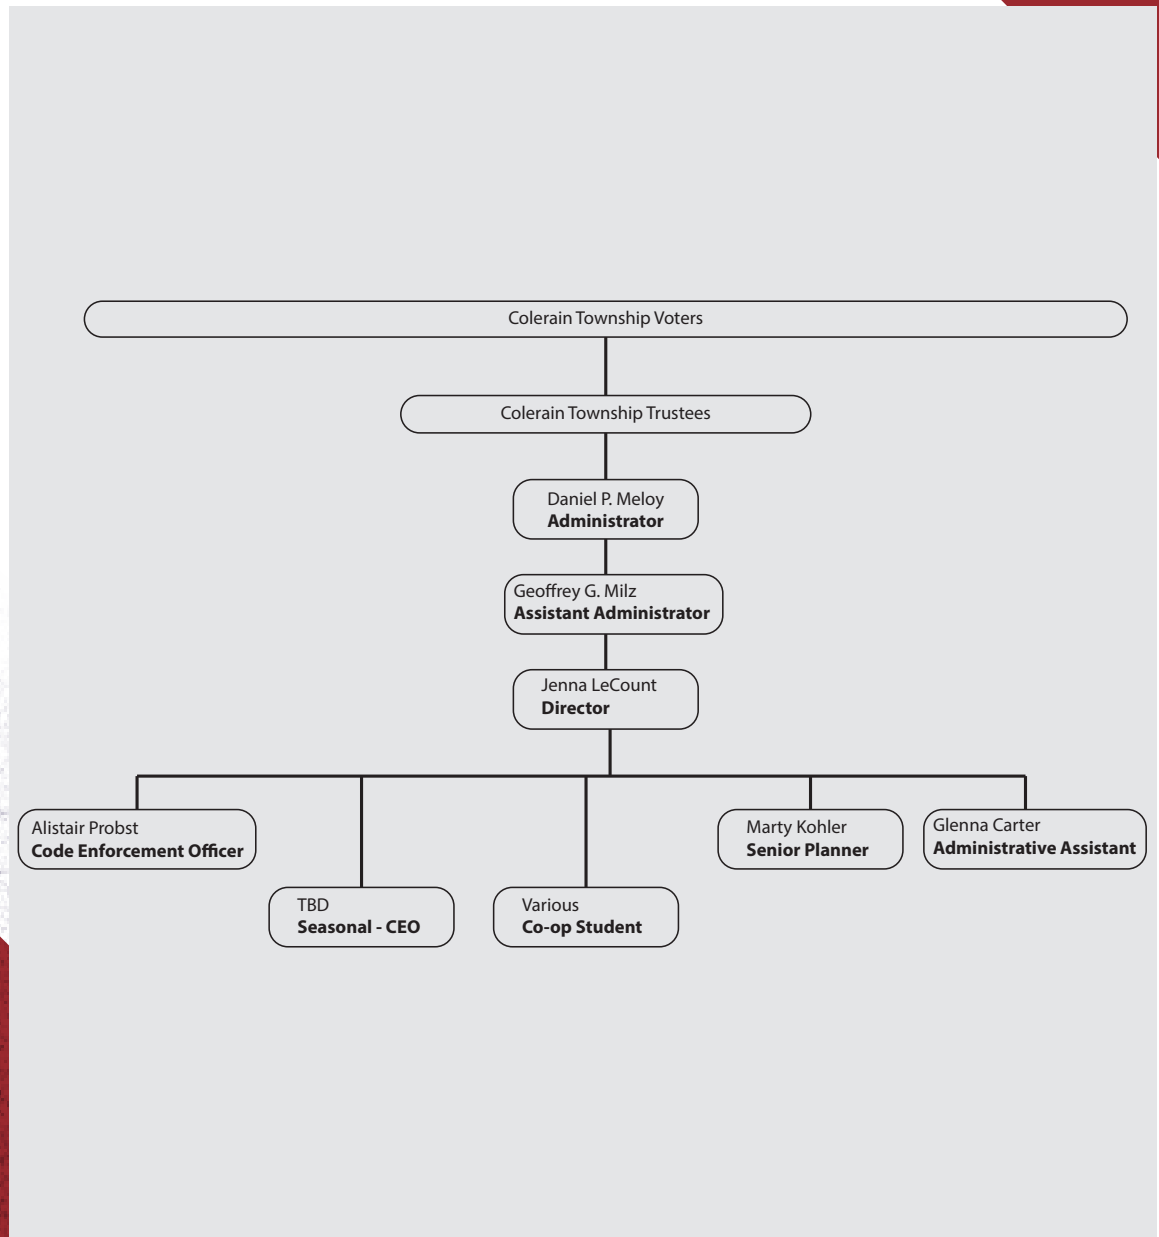 Colerain Township Voters
Colerain Township Trustees
Daniel P. Meloy
Administrator
Geoffrey G. Milz
Assistant Administrator
Jenna LeCount
Director
Alistair Probst
Code Enforcement Officer
TBD
Seasonal - CEO
Various
Co-op Student
Marty Kohler
Senior Planner
Glenna Carter
Administrative Assistant